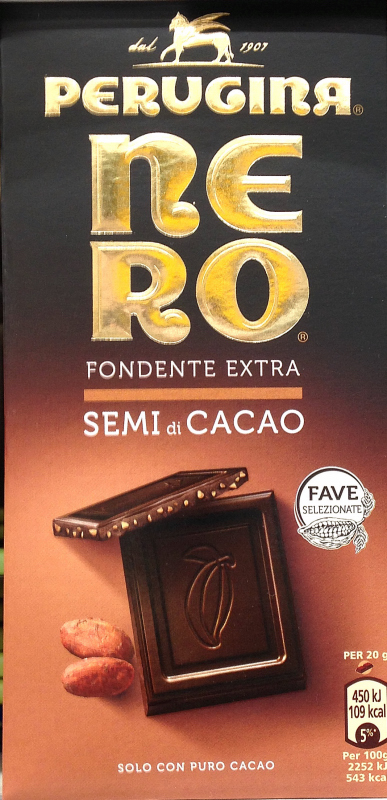 dal 1907
PERUGINA®
NE
RO®
FONDENTE EXTRA
SEMI di CACAO
FAVE
SELEZIONATE
PER 20 g
450 kJ
109 kcal
5%*
Per 100g
2252 kJ
543 kcal
SOLO CON PURO CACAO